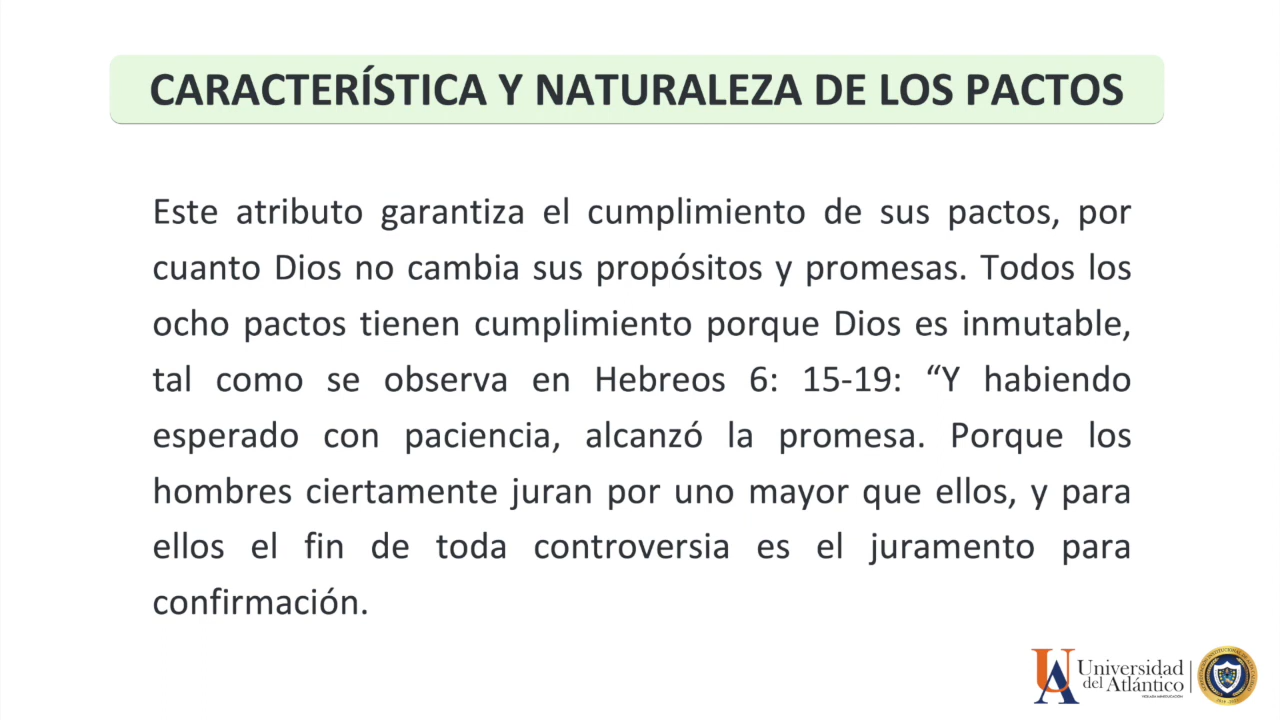 CARACTERÍSTICA Y NATURALEZA DE LOS PACTOS
Este atributo garantiza el cumplimiento de sus pactos, por
cuanto Dios no cambia sus propósitos y promesas. Todos los
ocho pactos tienen cumplimiento porque Dios es inmutable,
tal como se observa en Hebreos 6: 15-19: “Y habiendo
esperado con paciencia, alcanzó la promesa. Porque los
hombres ciertamente juran por uno mayor que ellos, y para
ellos el fin de toda controversia es el juramento para
confirmación.
UA
Universidad
del Atlántico